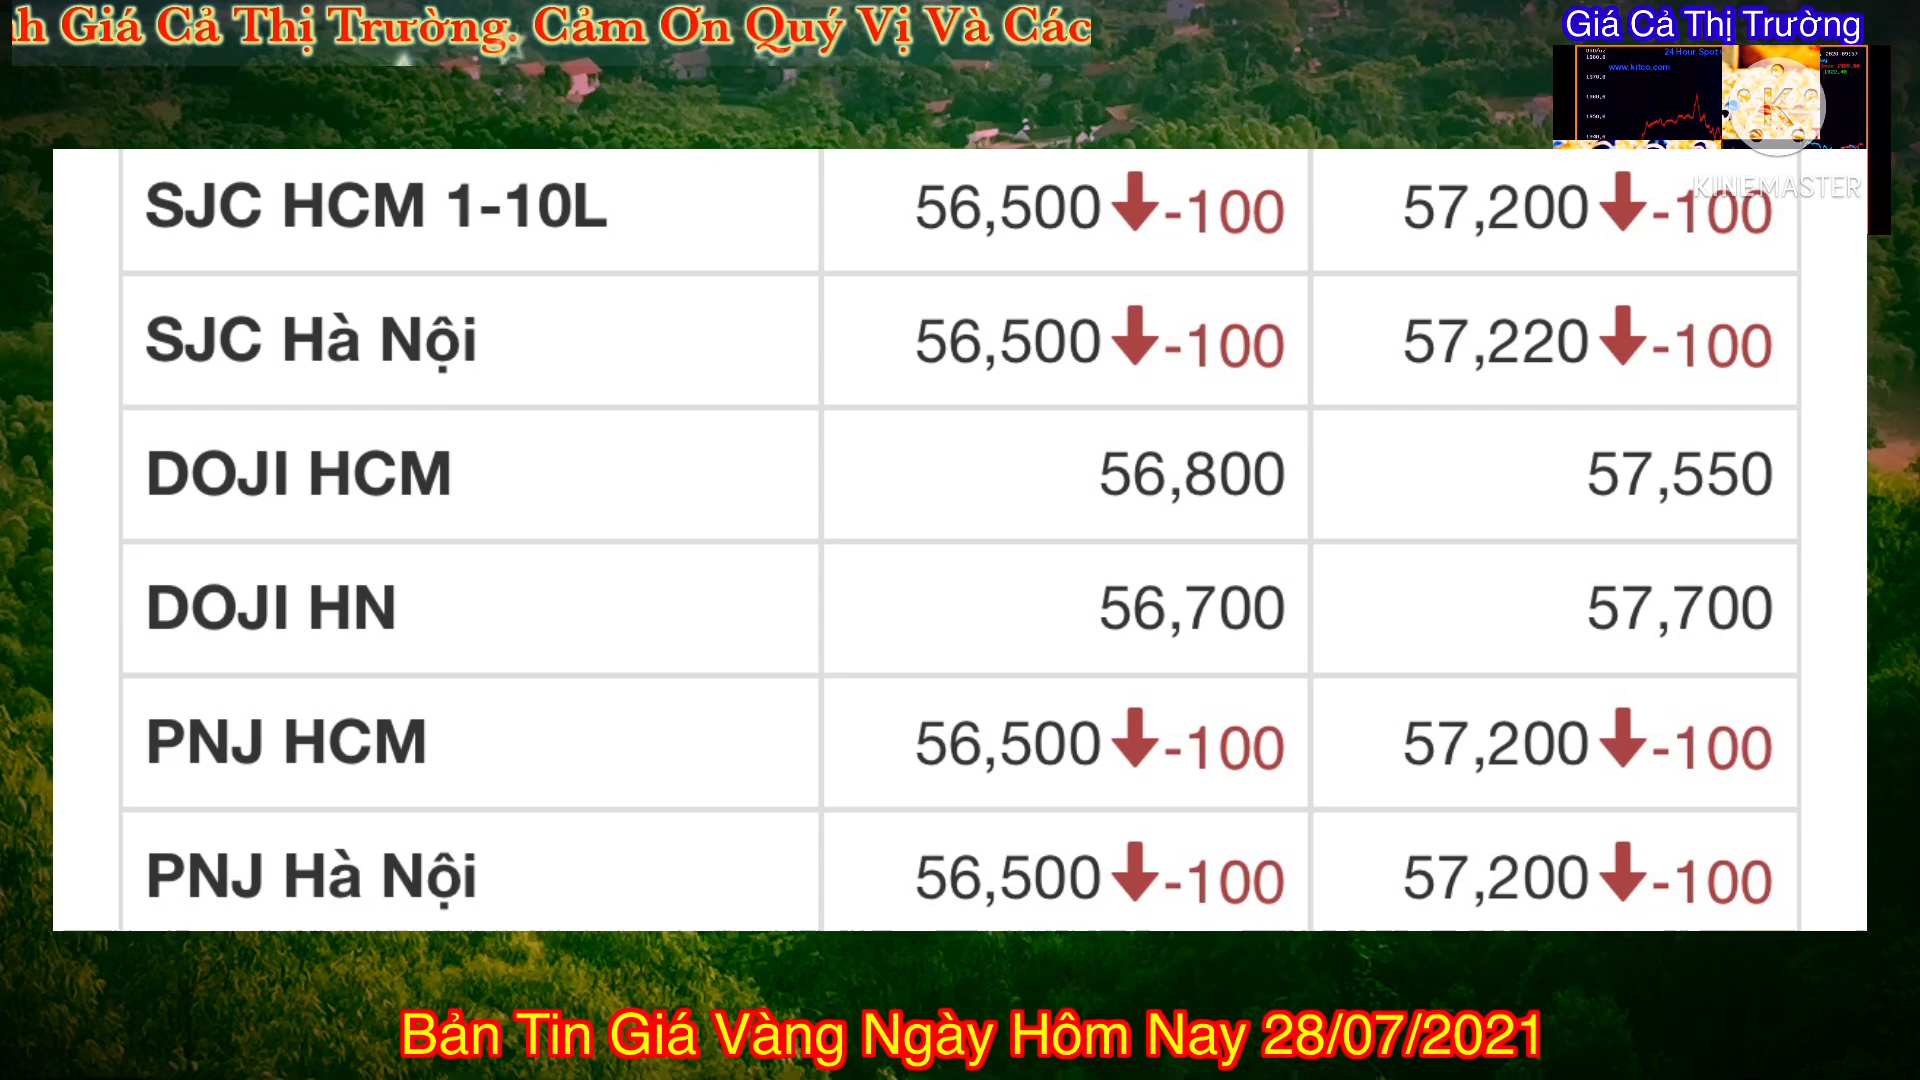 h Giá Cả Thị Trường. Cảm Ơn Quý Vị Và Các
Giá Cả Thị Trường
24 Hour Spot
www.kitco.com
KINEMASTER
SJC HCM 1-10L 56,500 -100 57,200 -100
SJC Hà Nội 56,500 -100 57,220 -100
DOJI HCM 56,800 57,550
DOJI HN 56,700 57,700
PNJ HCM 56,500 -100 57,200 -100
PNJ Hà Nội 56,500 -100 57,200 -100
Bản Tin Giá Vàng Ngày Hôm Nay 28/07/2021